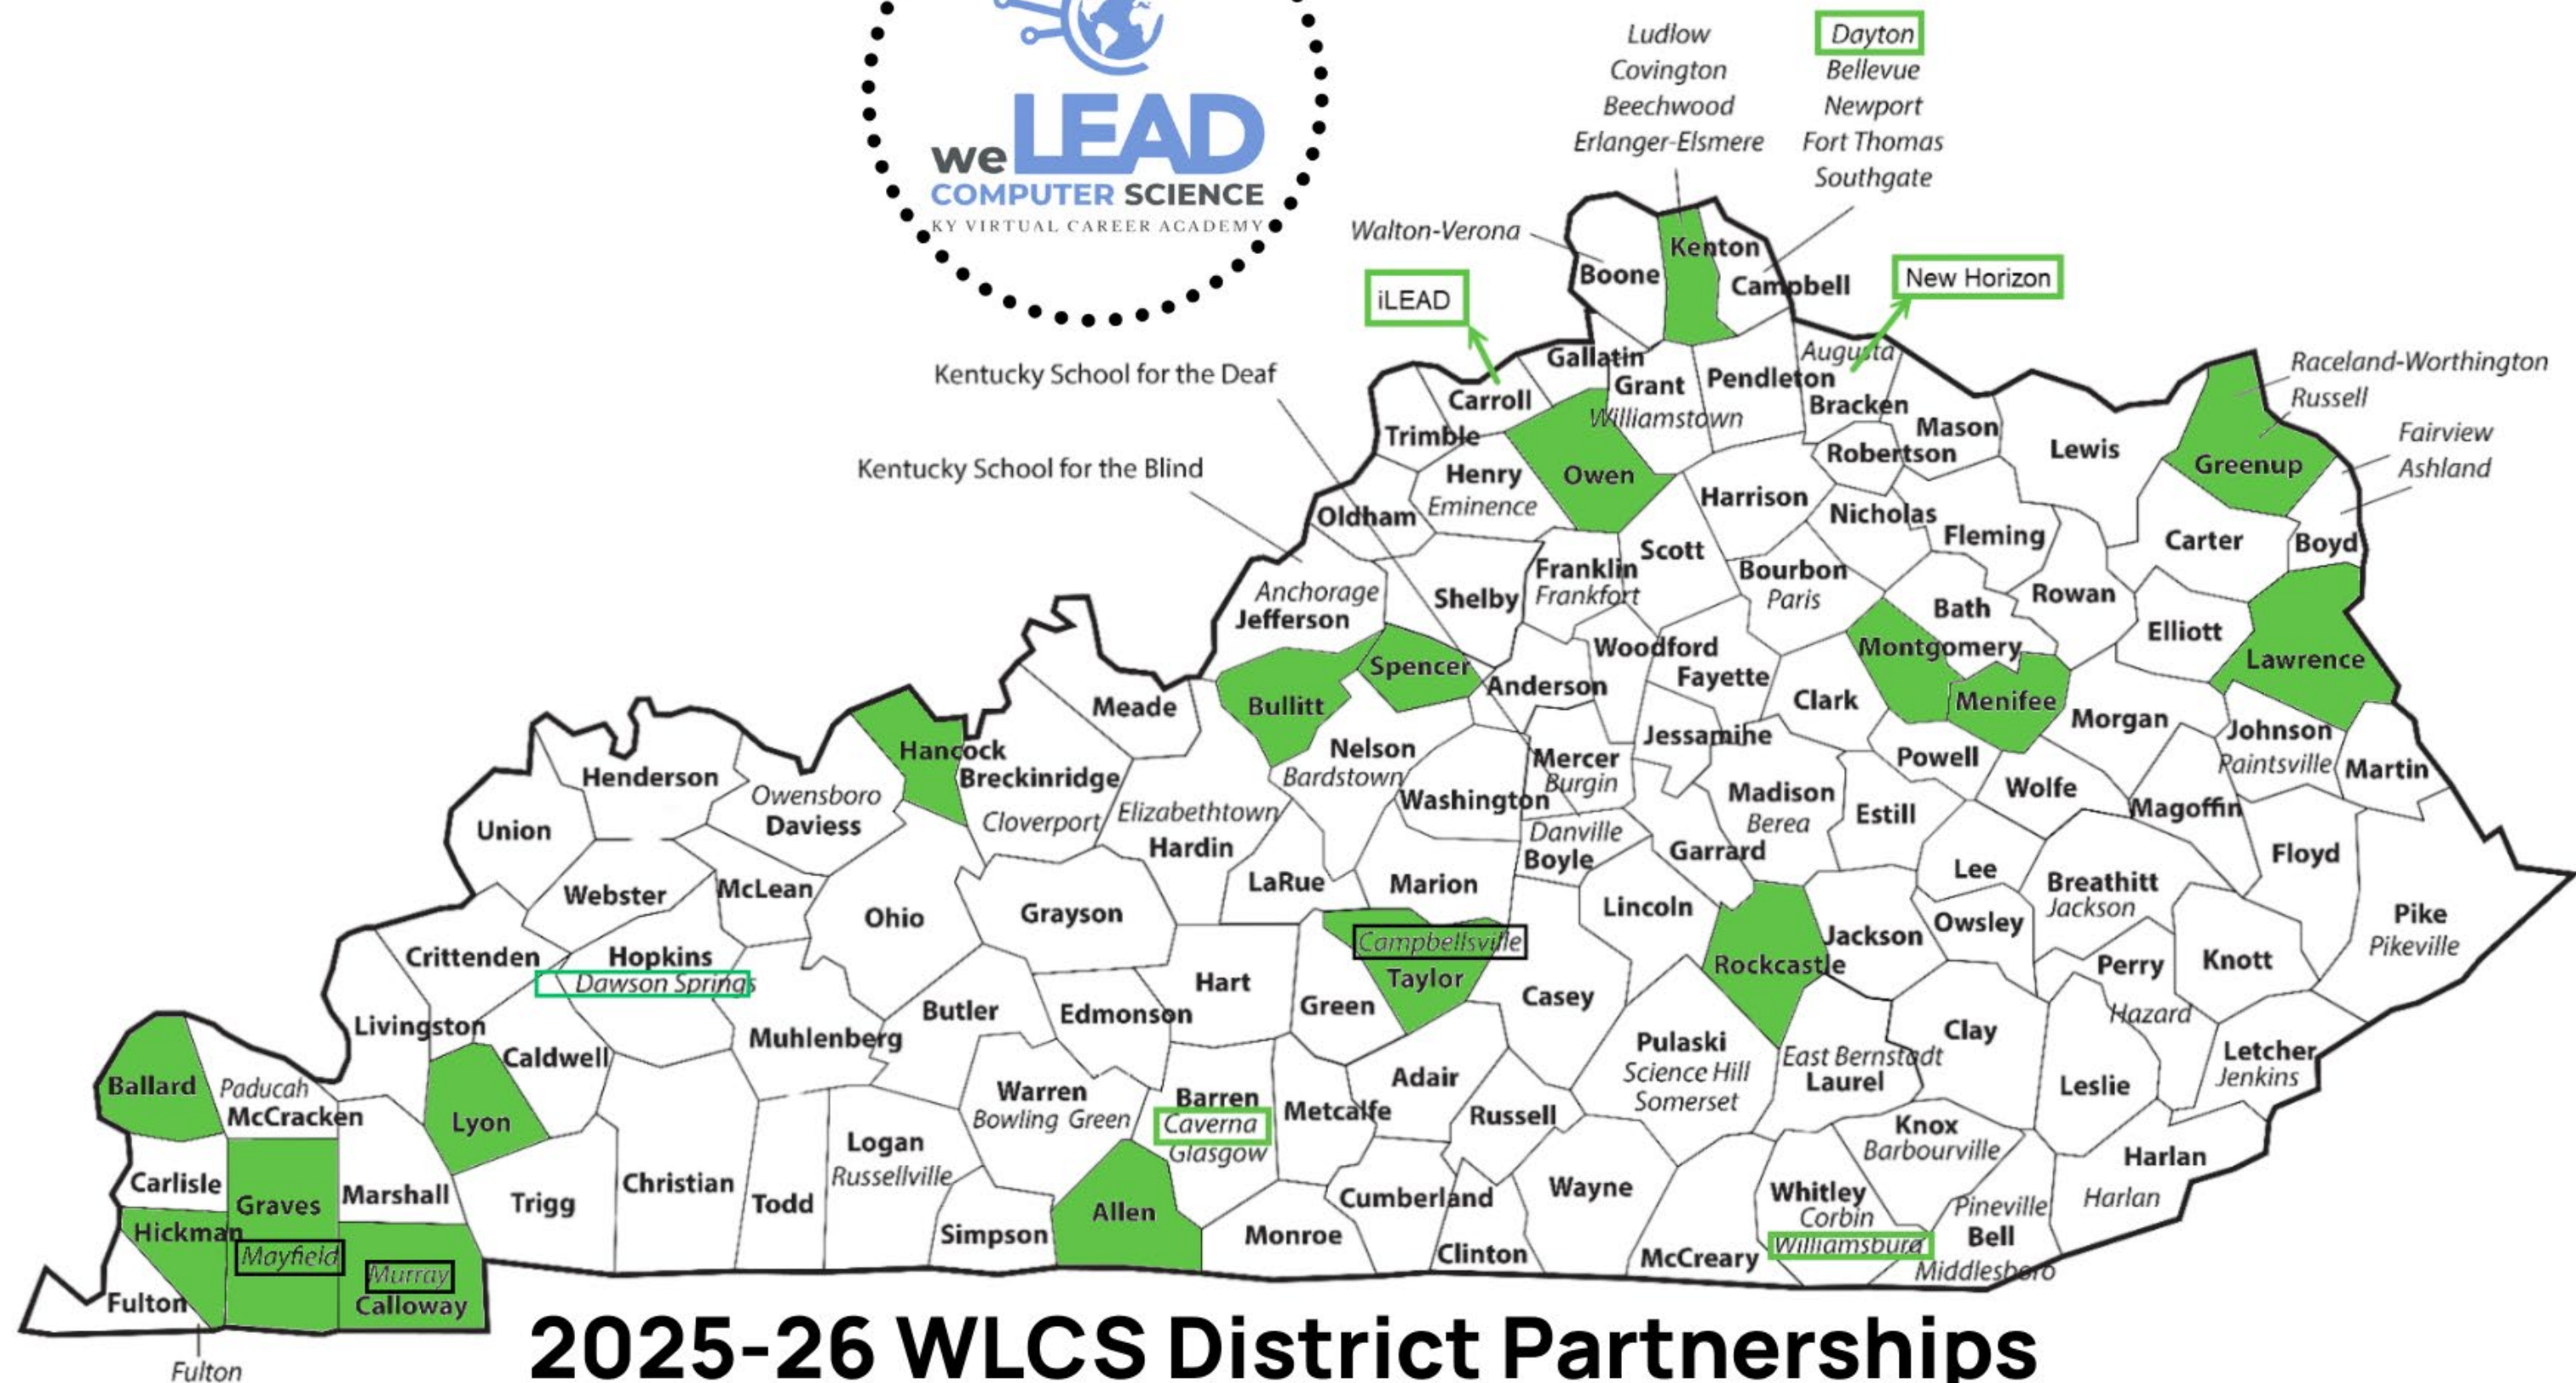 we LEAD
COMPUTER SCIENCE
KY VIRTUAL CAREER ACADEMY
Ludlow
Covington
Beechwood
Erlanger-Elsmere
Dayton
Bellevue
Newport
Fort Thomas
Southgate
Walton-Verona
Kenton
Boone
Campbell
iLEAD
New Horizon
Kentucky School for the Deaf
Kentucky School for the Blind
Gallatin
Augusta
Grant
Pendleton
Williamstown
Carroll
Bracken
Trimble
Mason
Robertson
Lewis
Raceland-Worthington
Russell
Fairview
Ashland
Greenup
Henry
Eminence
Owen
Harrison
Oldham
Nicholas
Fleming
Carter
Boyd
Scott
Franklin
Frankfort
Bourbon
Paris
Shelby
Anchorage
Jefferson
Bath
Rowan
Elliott
Woodford
Montgomery
Lawrence
Spencer
Fayette
Anderson
Clark
Menifee
Bullitt
Meade
Morgan
Johnson
Paintsville
Martin
Jessamine
Hancock
Breckinridge
Cloverport
Nelson
Bardstown
Mercer
Burgin
Powell
Wolfe
Magoffin
Henderson
Owensboro
Daviess
Elizabethtown
Hardin
Washington
Madison
Berea
Estill
Union
Danville
Boyle
Garrard
Lee
Floyd
Webster
McLean
LaRue
Marion
Breathitt
Jackson
Ohio
Grayson
Lincoln
Owsley
Pike
Pikeville
Crittenden
Hopkins
Dawson Springs
Campbellsville
Taylor
Jackson
Rockcastle
Perry
Hazard
Knott
Hart
Green
Casey
Livingston
Butler
Edmonson
Muhlenberg
Caldwell
Clay
Pulaski
Science Hill
Somerset
East Bernstadt
Laurel
Letcher
Jenkins
Ballard
Paducah
McCracken
Lyon
Warren
Bowling Green
Barren
Caverna
Glasgow
Metcalfe
Adair
Russell
Leslie
Knox
Barbourville
Logan
Russellville
Carlisle
Graves
Marshall
Trigg
Christian
Todd
Allen
Cumberland
Wayne
Whitley
Corbin
Williamsburg
Harlan
Harlan
Pineville
Bell
Middlesboro
Hickman
Mayfield
Murray
Calloway
Simpson
Monroe
Clinton
McCreary
Fulton
Fulton
2025-26 WLCS District Partnerships